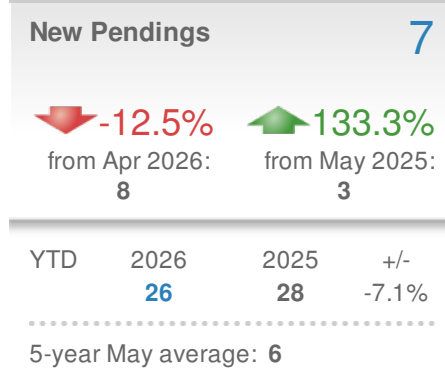 New Pendings 7
-12.5% 133.3%
from Apr 2026: from May 2025:
8 3
YTD 2026 2025 +/-
26 28 -7.1%
5-year May average: 6